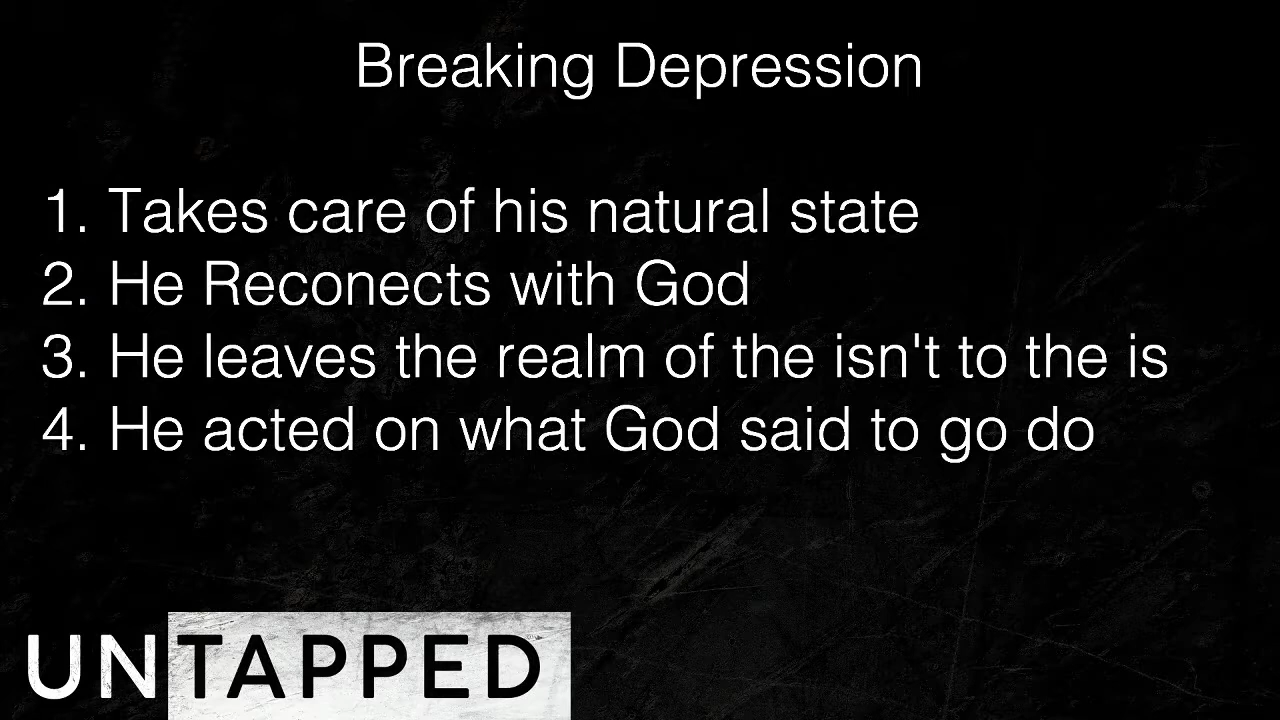 Breaking Depression
1. Takes care of his natural state
2. He Reconects with God
3. He leaves the realm of the isn't to the is
4. He acted on what God said to go do
UNTAPPED